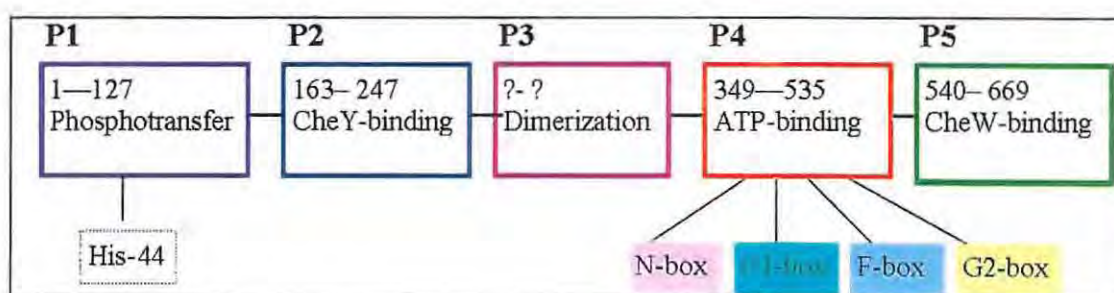 P1
P2
P3
P4
P5
1—127
Phosphotransfer
163– 247
CheY-binding
?- ?
Dimerization
349—535
ATP-binding
540– 669
CheW-binding
His-44
N-box
F-box
G2-box